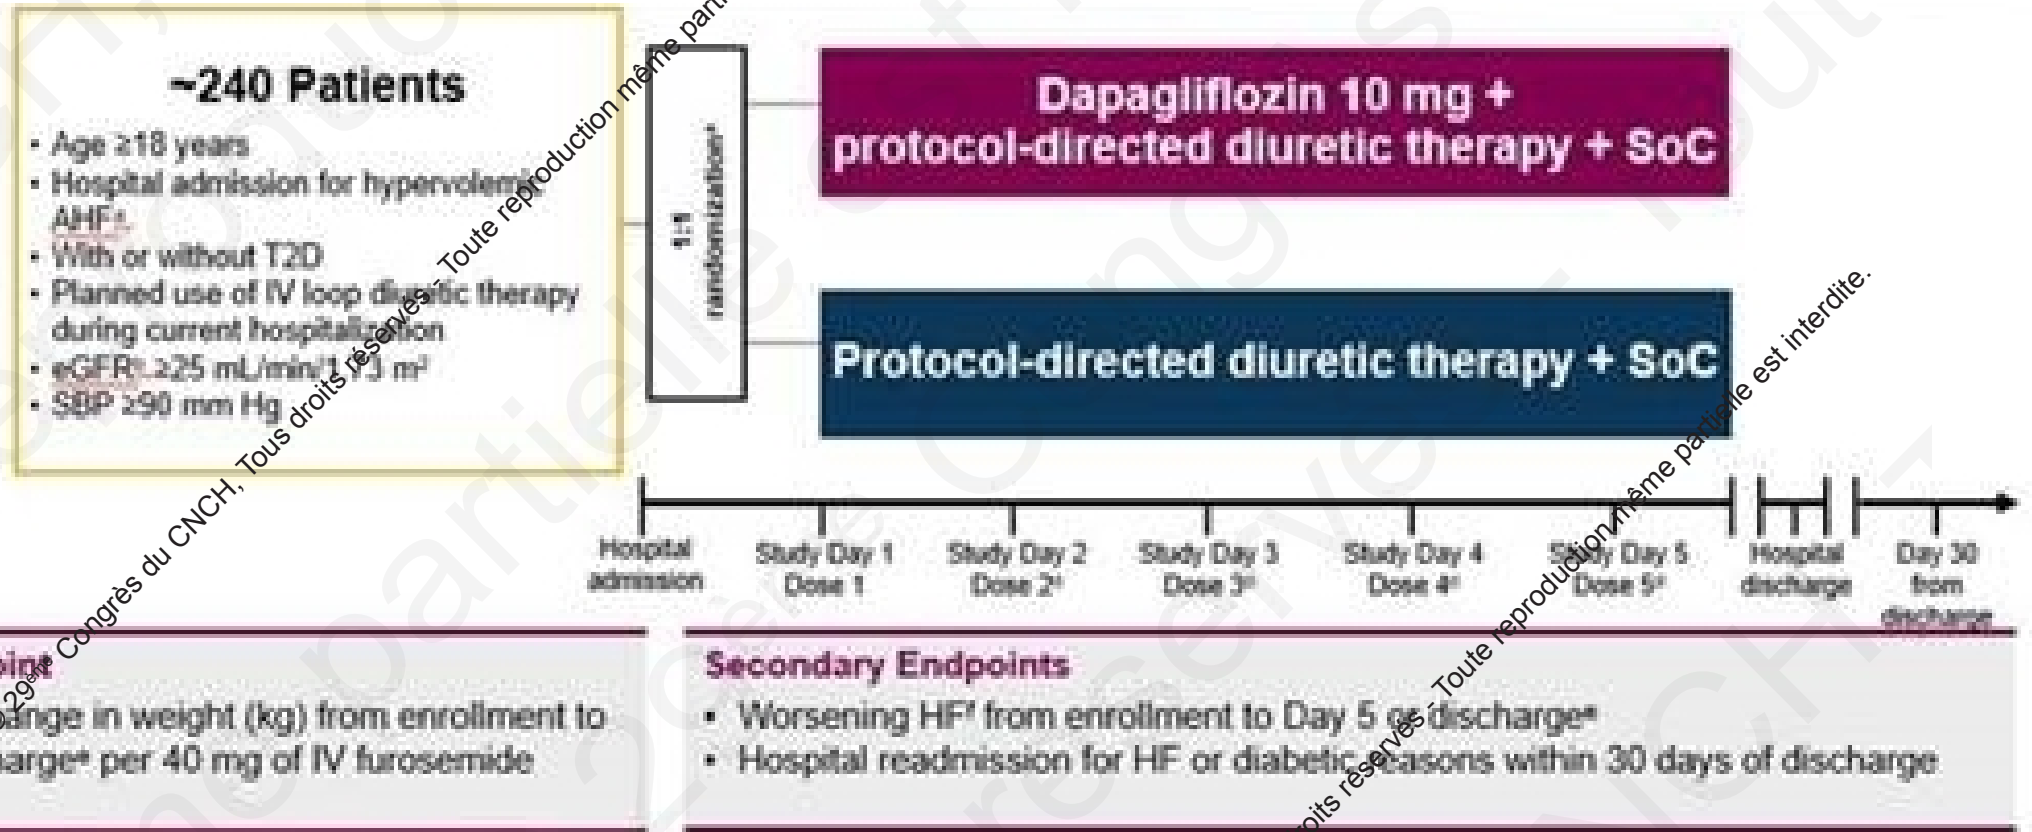 ~240 Patients
• Age ≥18 years
• Hospital admission for hypervolemic
AHF
• With or without T2D
• Planned use of IV loop diuretic therapy
during current hospitalization
• eGFR ≥25 mL/min/1.73 m²
• SBP ≥90 mm Hg
1:1
randomization
Dapagliflozin 10 mg +
protocol-directed diuretic therapy + SoC
Protocol-directed diuretic therapy + SoC
Hospital
admission
Study Day 1
Dose 1
Study Day 2
Dose 2
Study Day 3
Dose 3
Study Day 4
Dose 4
Study Day 5
Dose 5
Hospital
discharge
Day 30
from
discharge
ange in weight (kg) from enrollment to
arge per 40 mg of IV furosemide
Secondary Endpoints
• Worsening HF from enrollment to Day 5 or discharge
• Hospital readmission for HF or diabetic reasons within 30 days of discharge
29ème Congrès du CNCH, Tous droits réservés - Toute reproduction même parti
roits réservés - Toute reproduction même partielle est interdite.